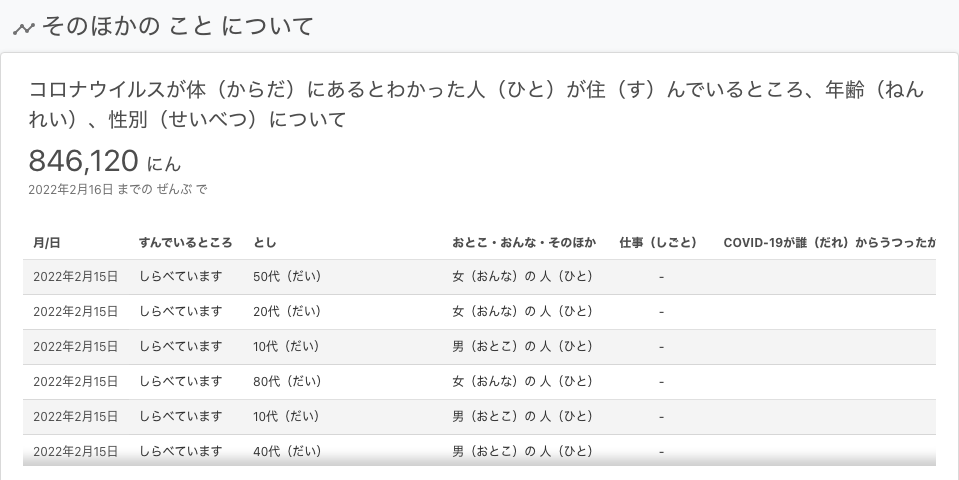 そのほかの こと について
コロナウイルスが体（からだ）にあるとわかった人（ひと）が住（す）んでいるところ、年齢（ねん
れい）、性別（せいべつ）について
846,120 にん
2022年2月16日 までの ぜんぶ で
月/日 すんでいるところ とし おとこ・おんな・そのほか 仕事（しごと） COVID-19が誰（だれ）からうつったか
2022年2月15日 しらべています 50代（だい） 女（おんな）の 人（ひと） -
2022年2月15日 しらべています 20代（だい） 女（おんな）の 人（ひと） -
2022年2月15日 しらべています 10代（だい） 男（おとこ）の 人（ひと） -
2022年2月15日 しらべています 80代（だい） 女（おんな）の 人（ひと） -
2022年2月15日 しらべています 10代（だい） 男（おとこ）の 人（ひと） -
2022年2月15日 しらべています 40代（だい） 男（おとこ）の 人（ひと） -